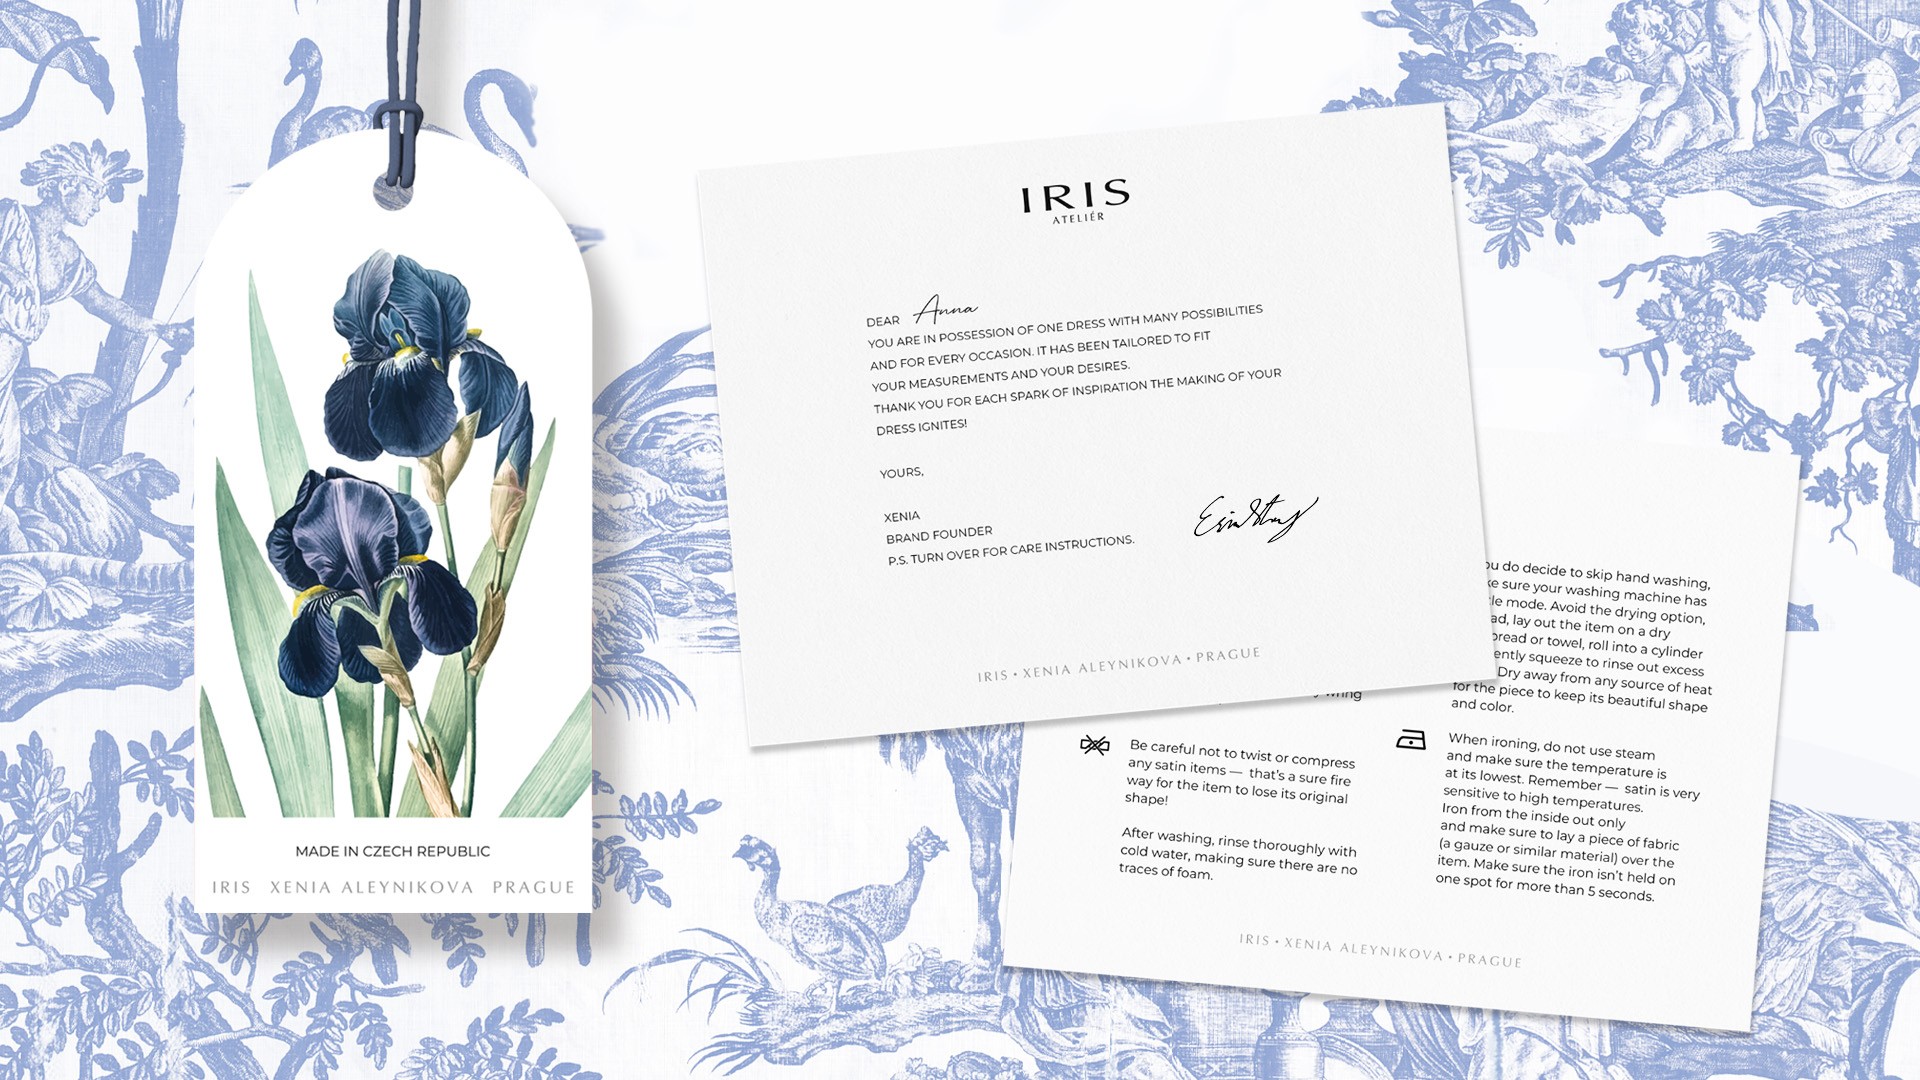 MADE IN CZECH REPUBLIC
IRIS XENIA ALEYNIKOVA PRAGUE
IRIS
ATELIÉR
DEAR Anna
YOU ARE IN POSSESSION OF ONE DRESS WITH MANY POSSIBILITIES
AND FOR EVERY OCCASION. IT HAS BEEN TAILORED TO FIT
YOUR MEASUREMENTS AND YOUR DESIRES.
THANK YOU FOR EACH SPARK OF INSPIRATION THE MAKING OF YOUR
DRESS IGNITES!
YOURS,
XENIA
BRAND FOUNDER
P.S. TURN OVER FOR CARE INSTRUCTIONS.
IRIS • XENIA ALEYNIKOVA • PRAGUE
wring
Be careful not to twist or compress
any satin items — that's a sure fire
way for the item to lose its original
shape!
After washing, rinse thoroughly with
cold water, making sure there are no
traces of foam.
do decide to skip hand washing,
sure your washing machine has
mode. Avoid the drying option,
lay out the item on a dry
or towel, roll into a cylinder
squeeze to rinse out excess
Dry away from any source of heat
for the piece to keep its beautiful shape
and color.
When ironing, do not use steam
and make sure the temperature is
at its lowest. Remember — satin is very
sensitive to high temperatures.
Iron from the inside out only
and make sure to lay a piece of fabric
(a gauze or similar material) over the
item. Make sure the iron isn't held on
one spot for more than 5 seconds.
IRIS • XENIA ALEYNIKOVA • PRAGUE